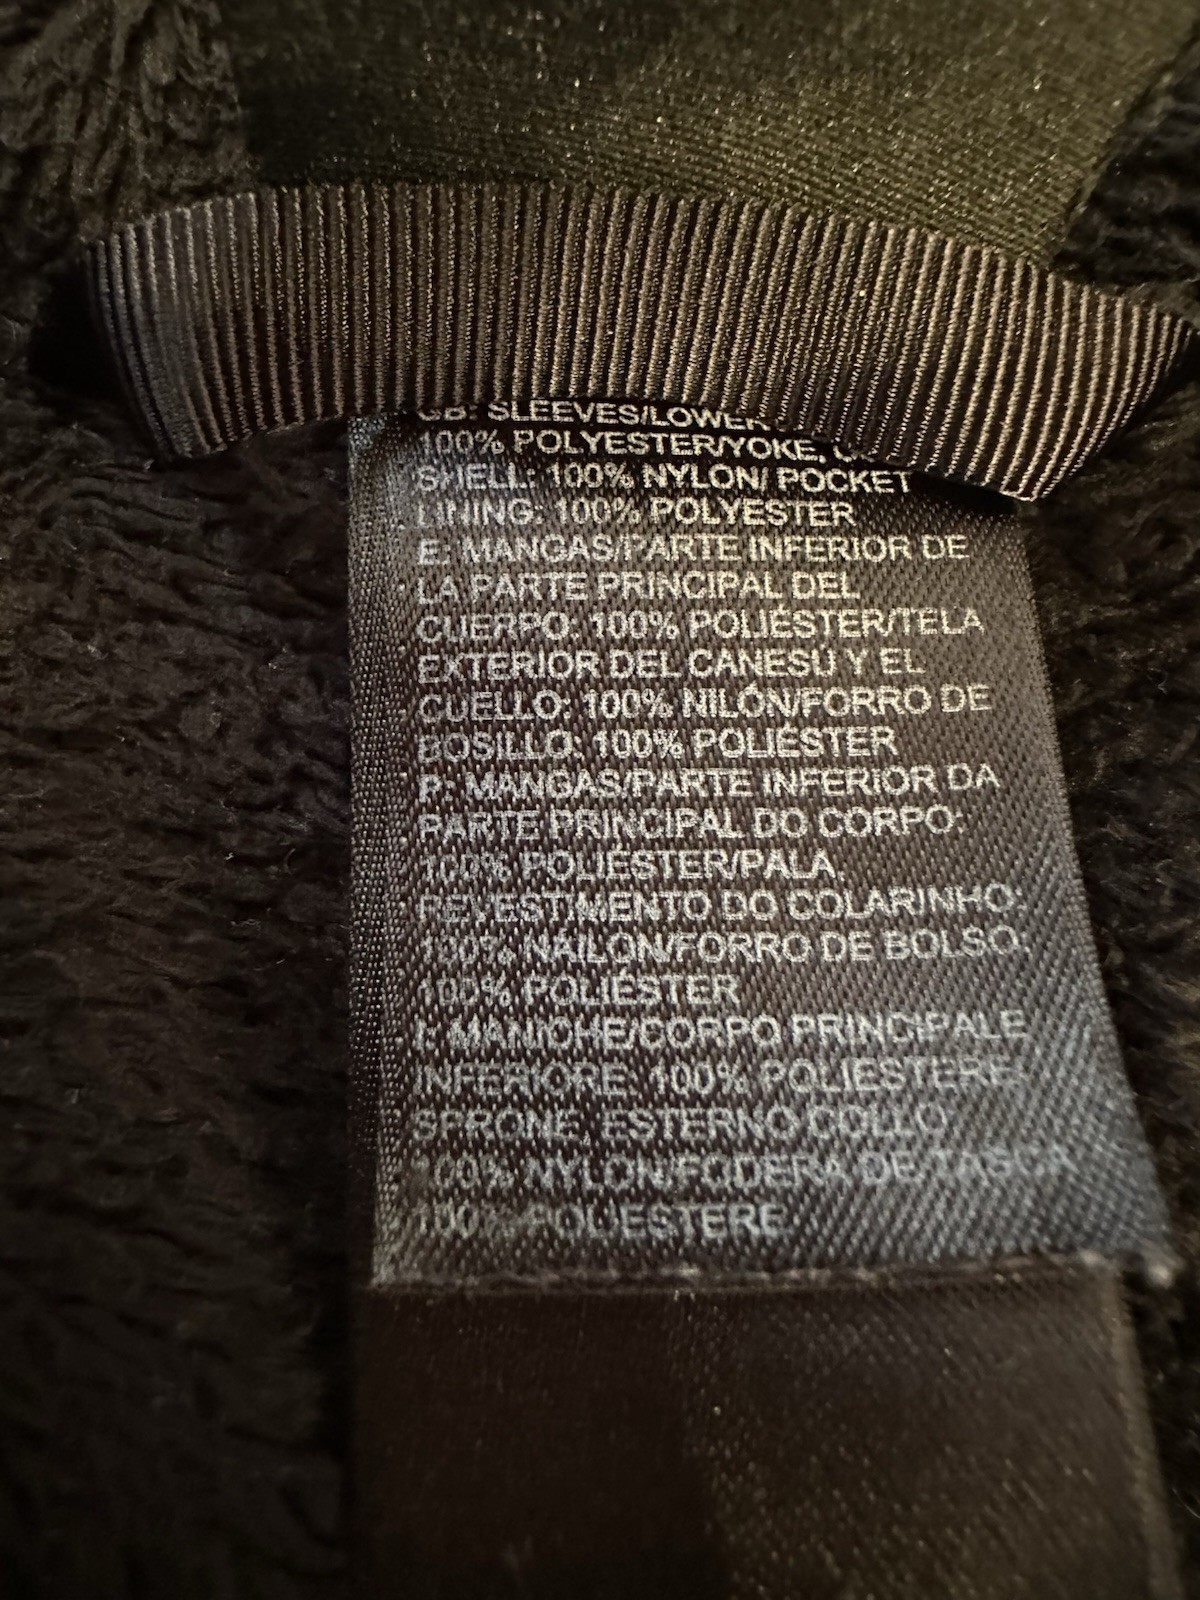 GB: SLEEVES/LOWER
100% POLYESTER/YOKE,
SHELL: 100% NYLON/ POCKET
LINING: 100% POLYESTER
E: MANGAS/PARTE INFERIOR DE
LA PARTE PRINCIPAL DEL
CUERPO: 100% POLIÉSTER/TELA
EXTERIOR DEL CANESÚ Y EL
CUELLO: 100% NILÓN/FORRO DE
BOSILLO: 100% POLIÉSTER
P: MANGAS/PARTE INFERIOR DA
PARTE PRINCIPAL DO CORPO:
100% POLIÉSTER/PALA,
REVESTIMENTO DO COLARINHO:
100% NÁILON/FORRO DE BOLSO:
100% POLIÉSTER
I: MANICHE/CORPO PRINCIPALE
INFERIORE: 100% POLIESTERE
SPRONE, ESTERNO COLLO:
100% NYLON/FODERA DE TASCA
100% POLIESTERE